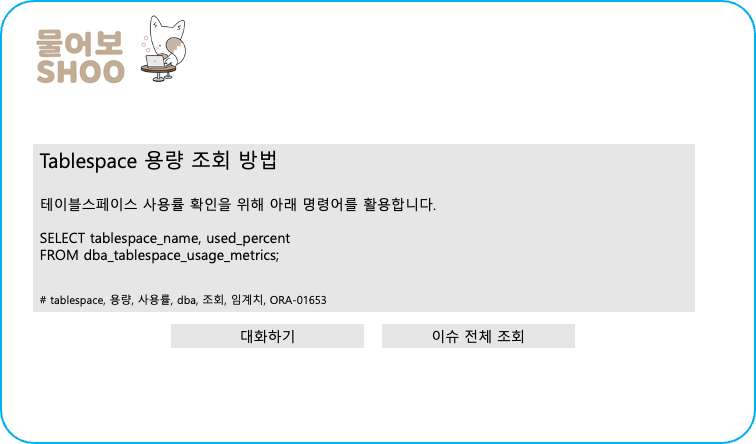 물어보
SHOO
Tablespace 용량 조회 방법
테이블스페이스 사용률 확인을 위해 아래 명령어를 활용합니다.
SELECT tablespace_name, used_percent
FROM dba_tablespace_usage_metrics;
# tablespace, 용량, 사용률, dba, 조회, 임계치, ORA-01653
대화하기
이슈 전체 조회